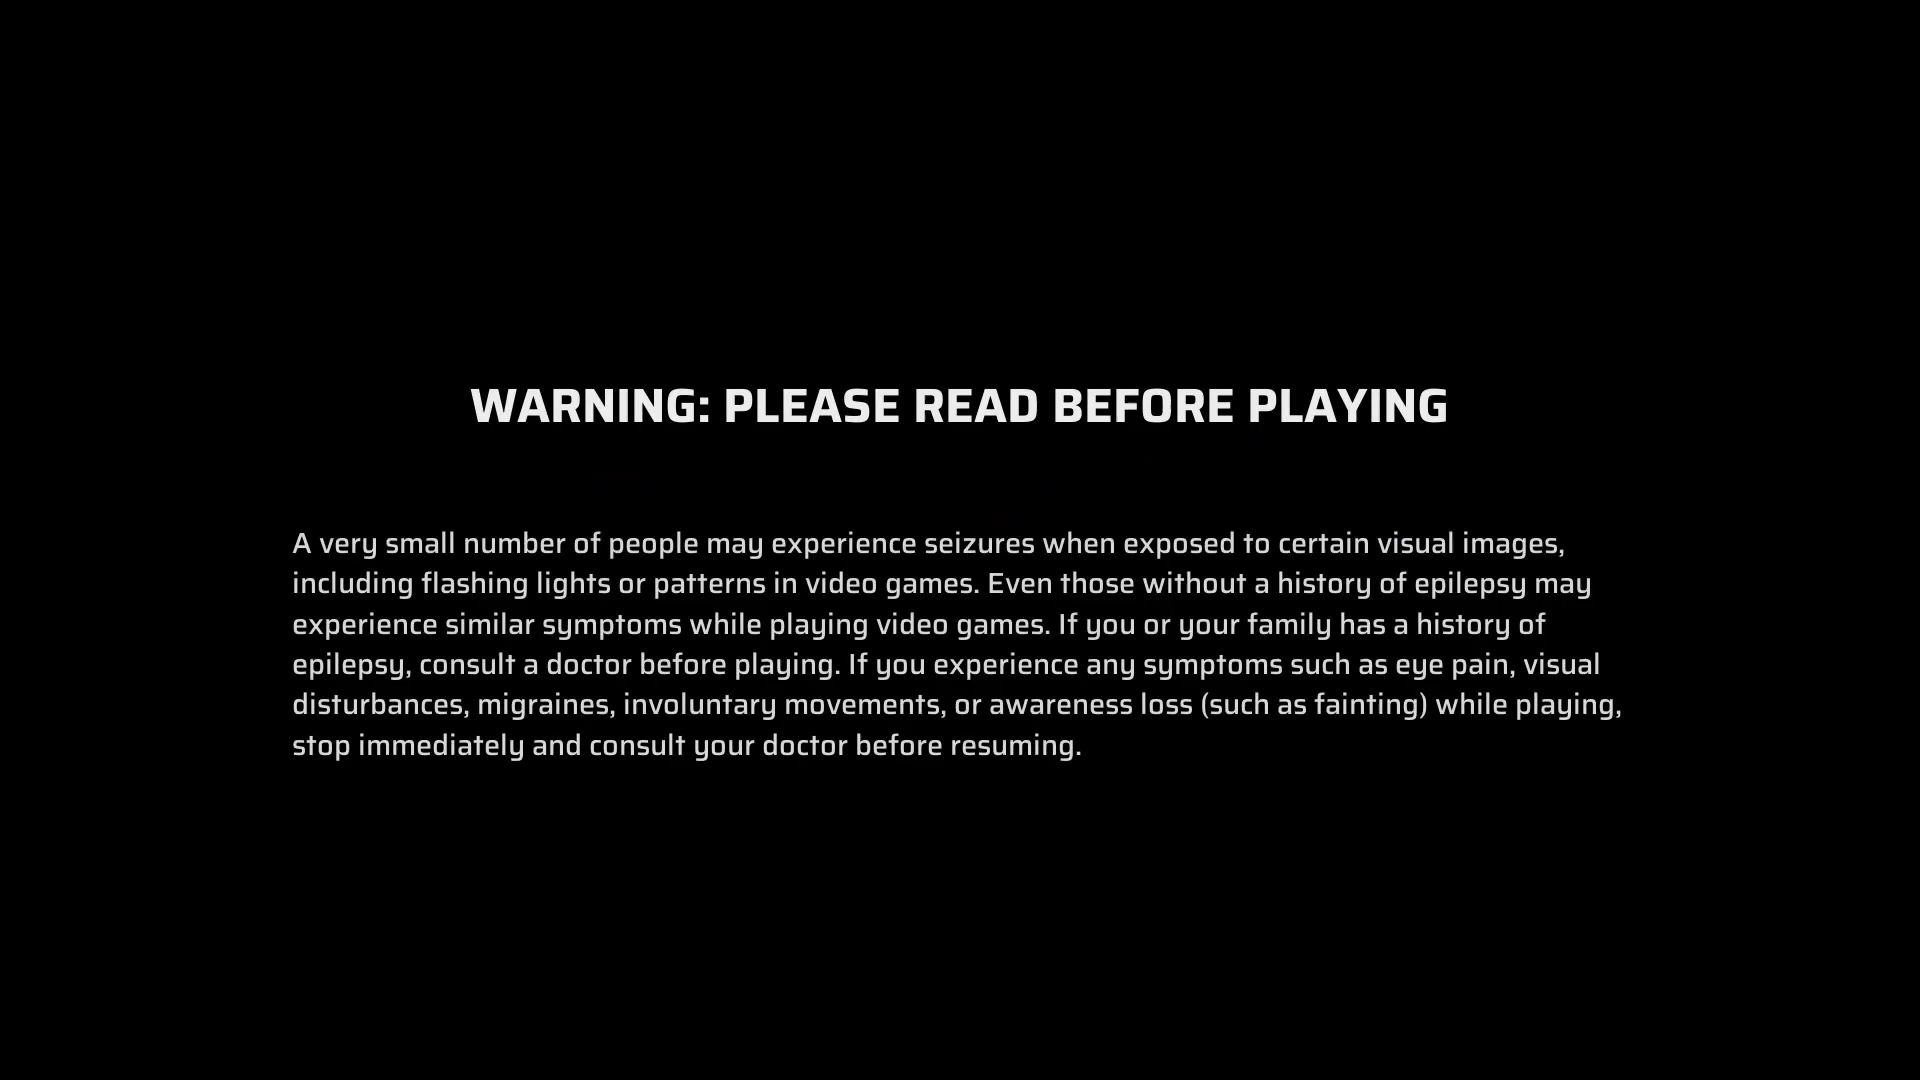 WARNING: PLEASE READ BEFORE PLAYING
A very small number of people may experience seizures when exposed to certain visual images,
including flashing lights or patterns in video games. Even those without a history of epilepsy may
experience similar symptoms while playing video games. If you or your family has a history of
epilepsy, consult a doctor before playing. If you experience any symptoms such as eye pain, visual
disturbances, migraines, involuntary movements, or awareness loss (such as fainting) while playing,
stop immediately and consult your doctor before resuming.